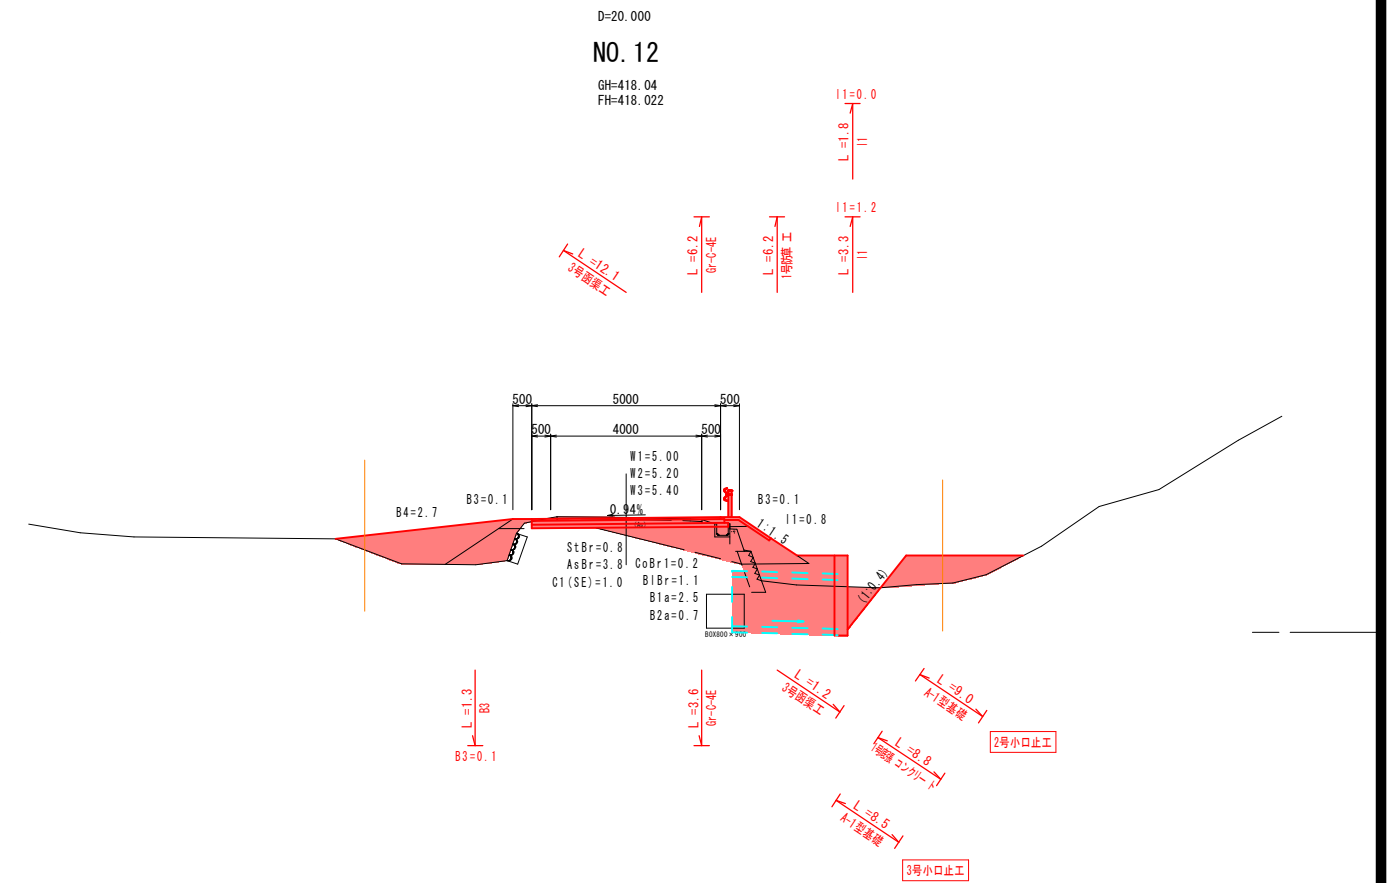 D=20.000
NO.12
GH=418.04
FH=418.022
I1=0.0
L =1.8
I1
I1=1.2
L =6.2
Gr-C-4E
L =6.2
1号防草 工
L =3.3
I1
L =12.1
3号函渠工
500
5000
500
500
4000
500
W1=5.00
W2=5.20
W3=5.40
B3=0.1
B3=0.1
B4=2.7
0.94%
I1=0.8
1:1.5
StBr=0.8
AsBr=3.8
C1(SE)=1.0
CoBr1=0.2
BlBr=1.1
B1a=2.5
B2a=0.7
(1:0.4)
BOX800×900
L =1.3
B3
B3=0.1
L =3.6
Gr-C-4E
L =1.2
3号函渠工
L =9.0
A-1型基礎
2号小口止工
L =8.8
コンクリート
L =8.5
A-1型基礎
3号小口止工